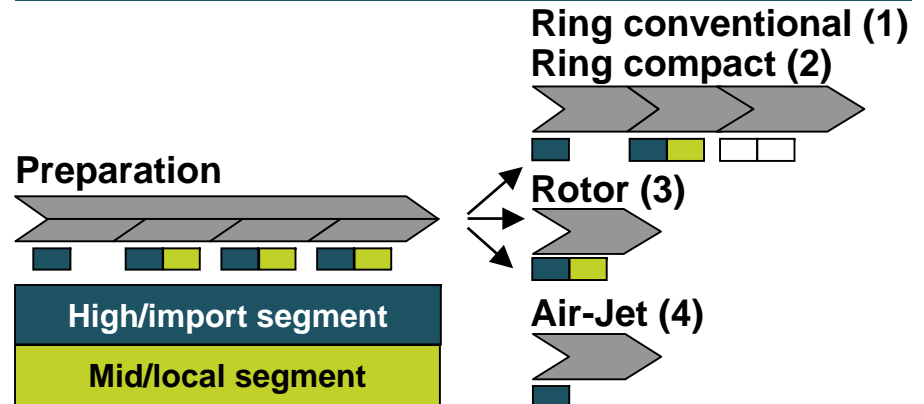 Ring conventional (1)
Ring compact (2)
Preparation
Rotor (3)
High/import segment
Air-Jet (4)
Mid/local segment